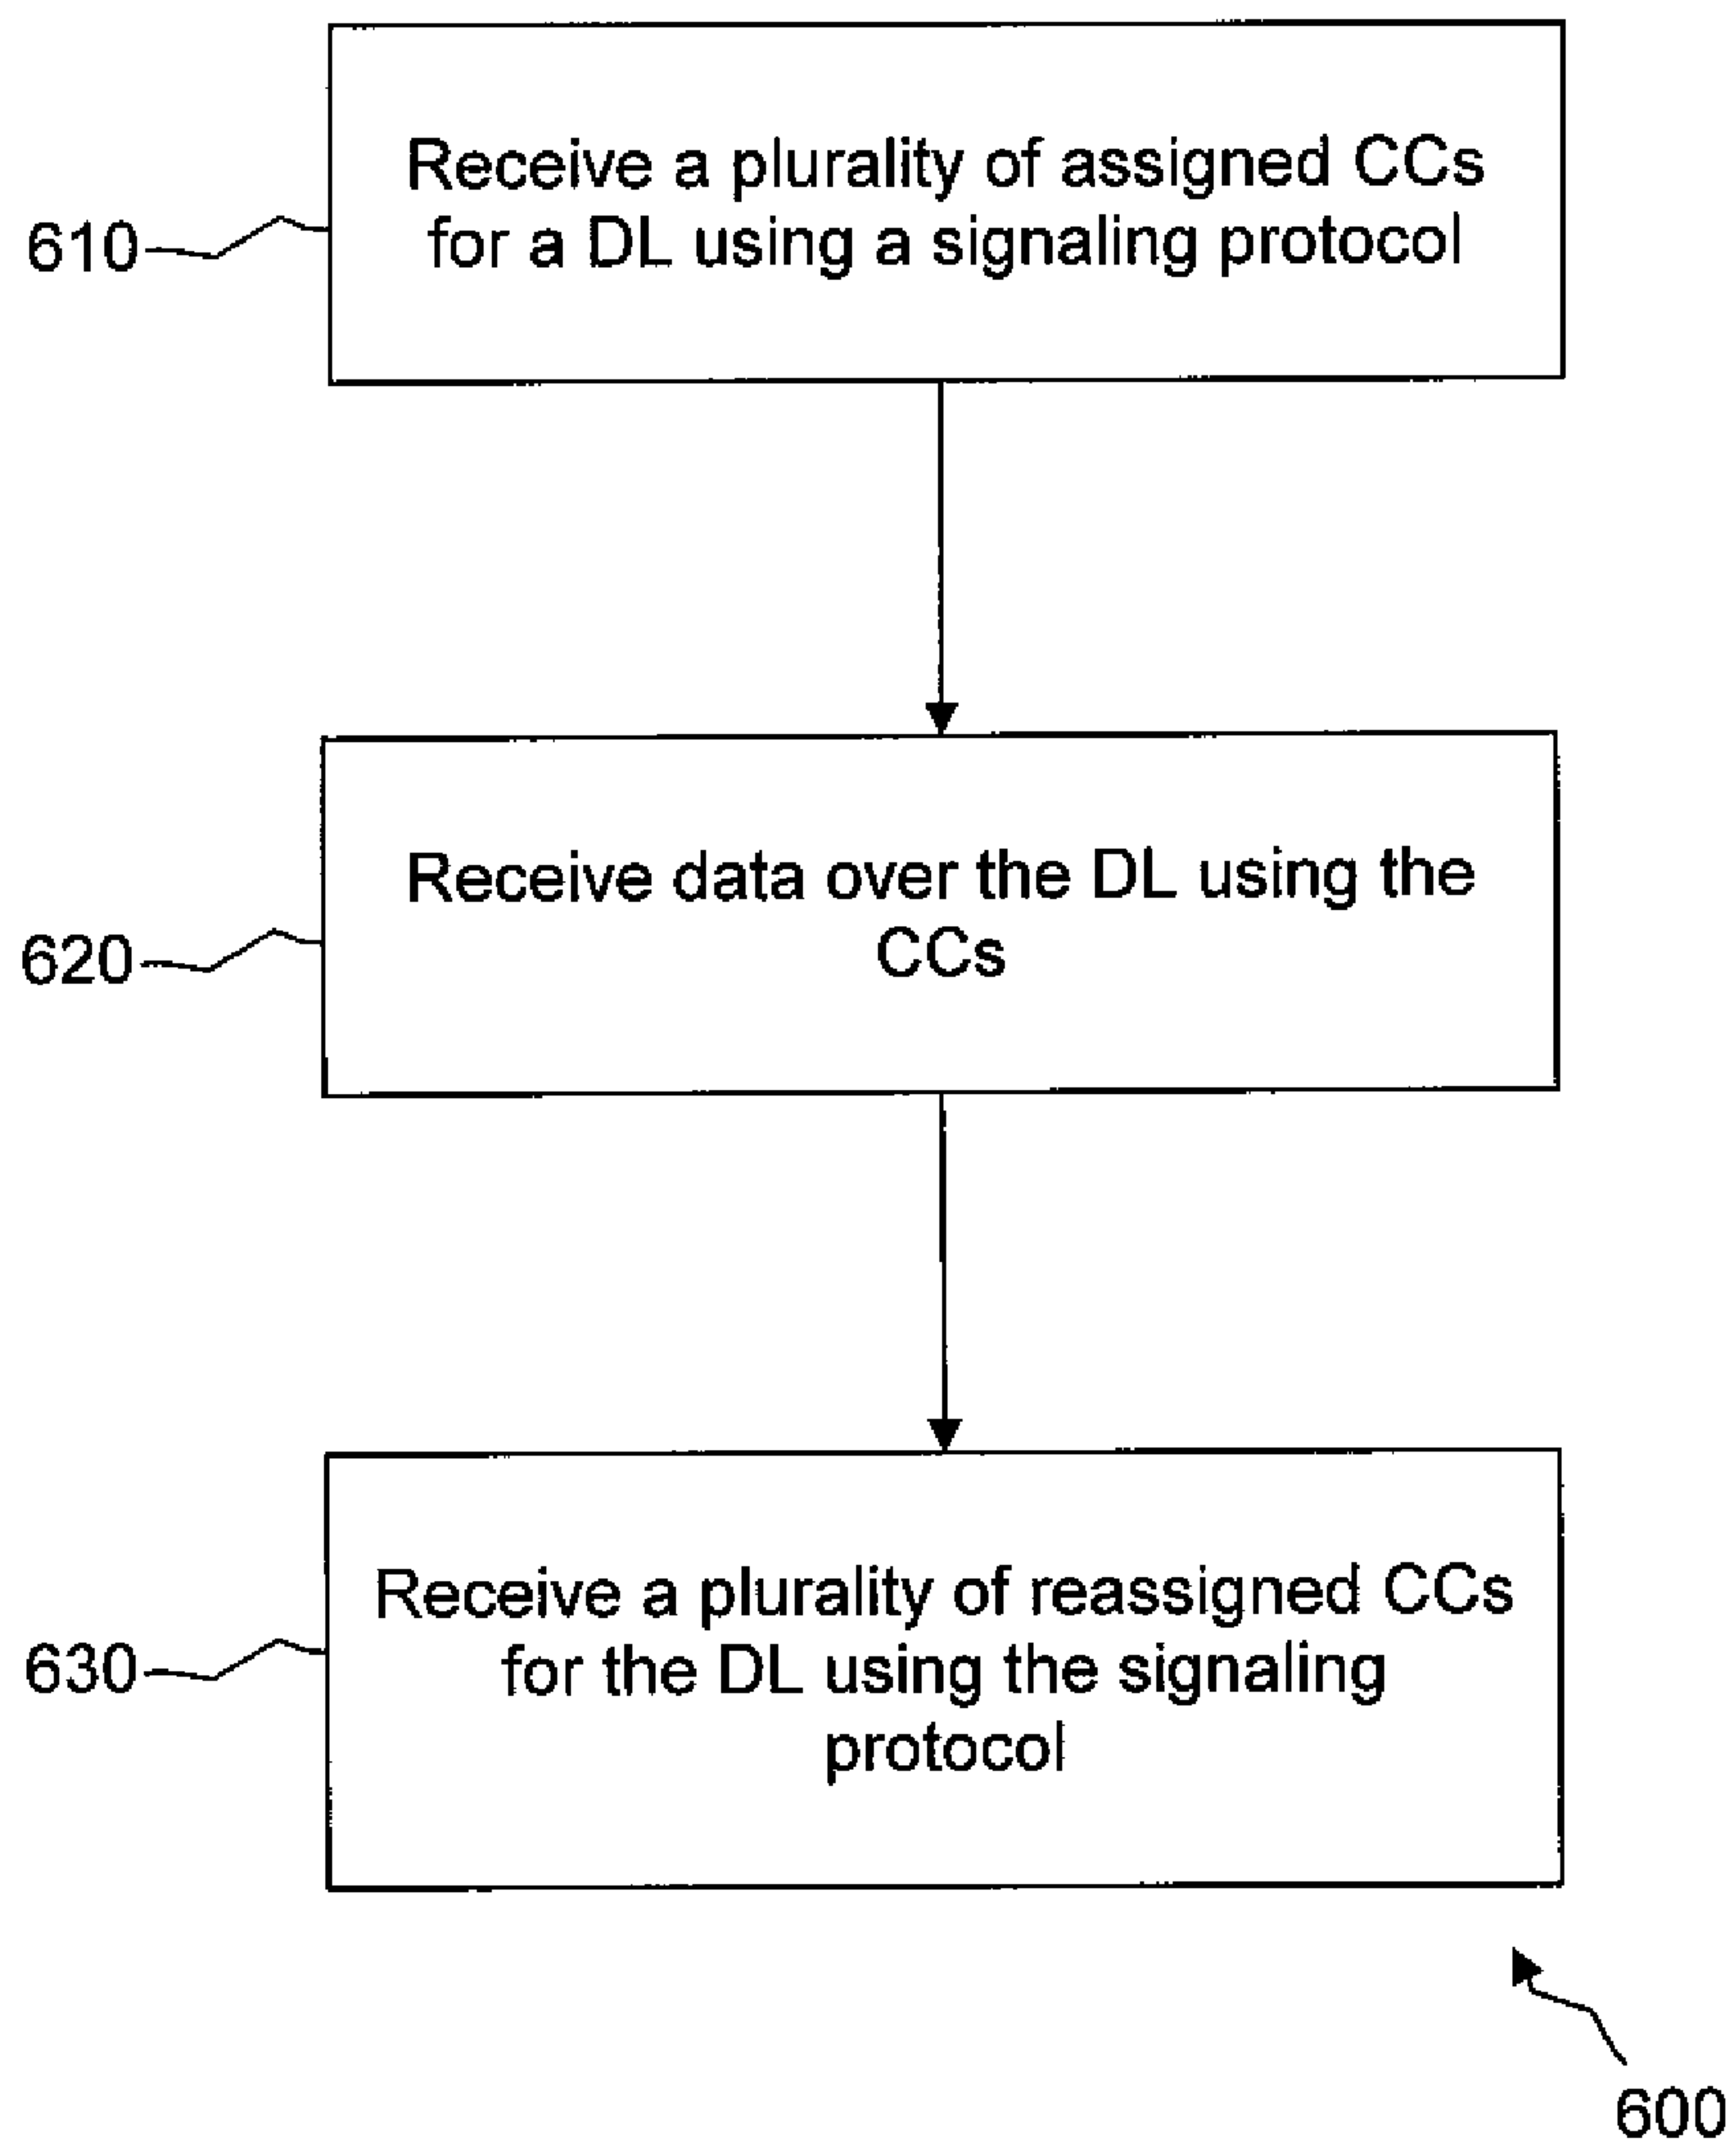 Receive a plurality of assigned CCs
for a DL using a signaling protocol
610
Receive data over the DL using the
CCs
620
Receive a plurality of reassigned CCs
for the DL using the signaling
protocol
630
600